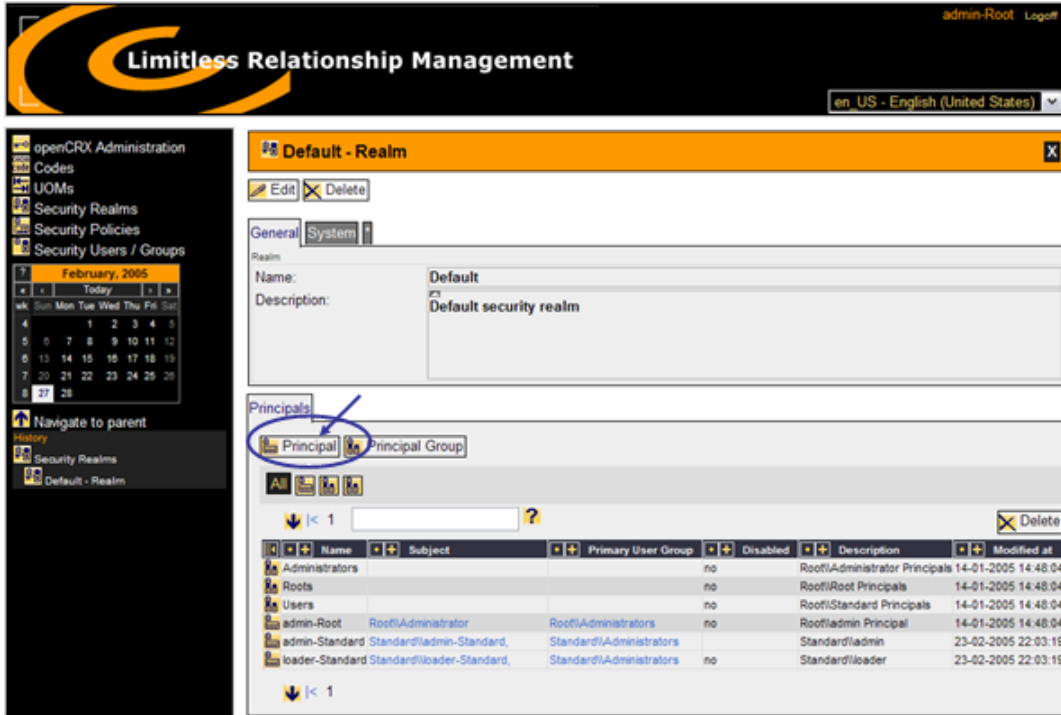 admin-Root Logoff
Limitless Relationship Management
en_US - English (United States)
openCRX Administration
Codes
UOMs
Security Realms
Security Policies
Security Users / Groups
? February, 2005
« ‹ Today › »
wk Sun Mon Tue Wed Thu Fri Sat
4 1 2 3 4 5
5 6 7 8 9 10 11 12
6 13 14 15 16 17 18 19
7 20 21 22 23 24 25 26
8 27 28
Navigate to parent
History
Security Realms
Default - Realm
Default - Realm X
Edit Delete
General System *
Realm
Name: Default
Description: Default security realm
Principals
Principal Principal Group
All
|< 1 ?
Delete
Name Subject Primary User Group Disabled Description Modified at
Administrators no Root\\Administrator Principals 14-01-2005 14:48:04
Roots no Root\\Root Principals 14-01-2005 14:48:04
Users no Root\\Standard Principals 14-01-2005 14:48:04
admin-Root Root\\Administrator Root\\Administrators no Root\\admin Principal 14-01-2005 14:48:04
admin-Standard Standard\\admin-Standard, Standard\\Administrators Standard\\admin 23-02-2005 22:03:19
loader-Standard Standard\\loader-Standard, Standard\\Administrators no Standard\\loader 23-02-2005 22:03:19
|< 1